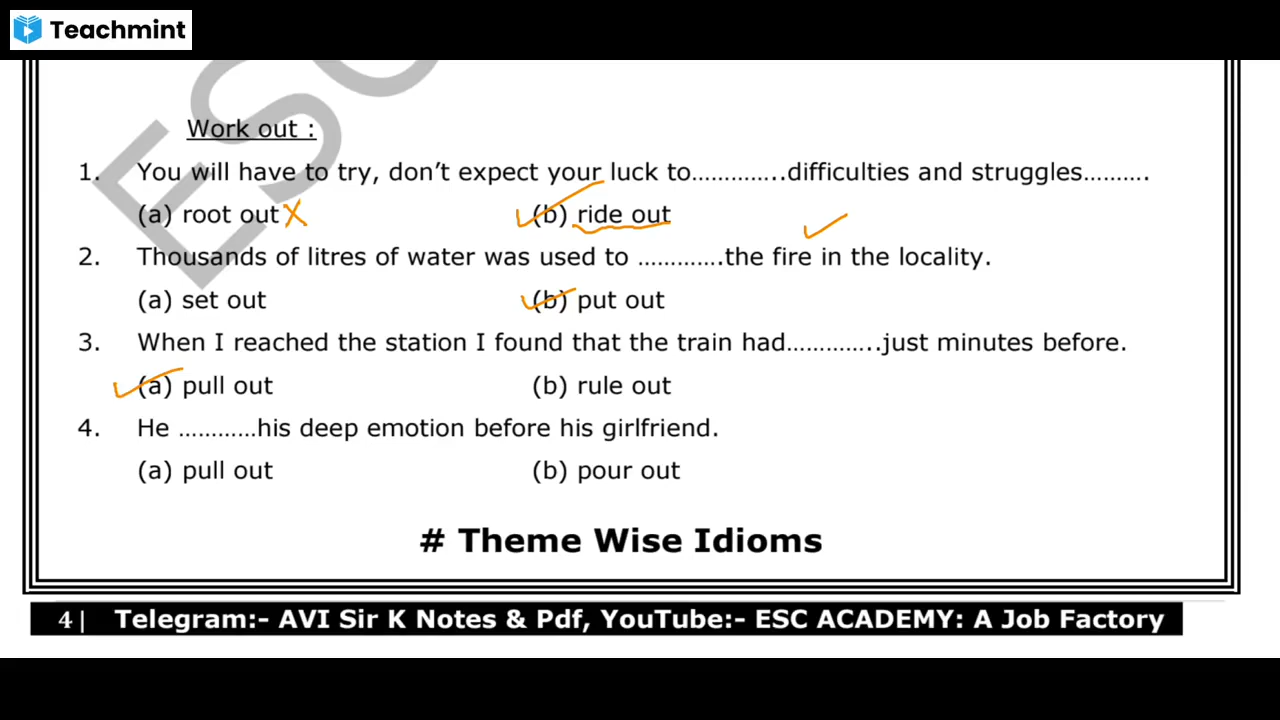 Teachmint
ESC
Work out :
1. You will have to try, don’t expect your luck to…………..difficulties and struggles……….
(a) root out X (b) ride out
2. Thousands of litres of water was used to ………….the fire in the locality.
(a) set out (b) put out
3. When I reached the station I found that the train had…………..just minutes before.
(a) pull out (b) rule out
4. He …………his deep emotion before his girlfriend.
(a) pull out (b) pour out
# Theme Wise Idioms
4| Telegram:- AVI Sir K Notes & Pdf, YouTube:- ESC ACADEMY: A Job Factory